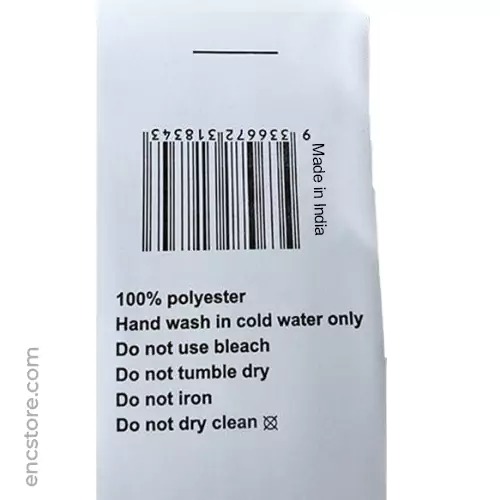 9 336672 318343
Made in India
100% polyester
Hand wash in cold water only
Do not use bleach
Do not tumble dry
Do not iron
Do not dry clean
encstore.com